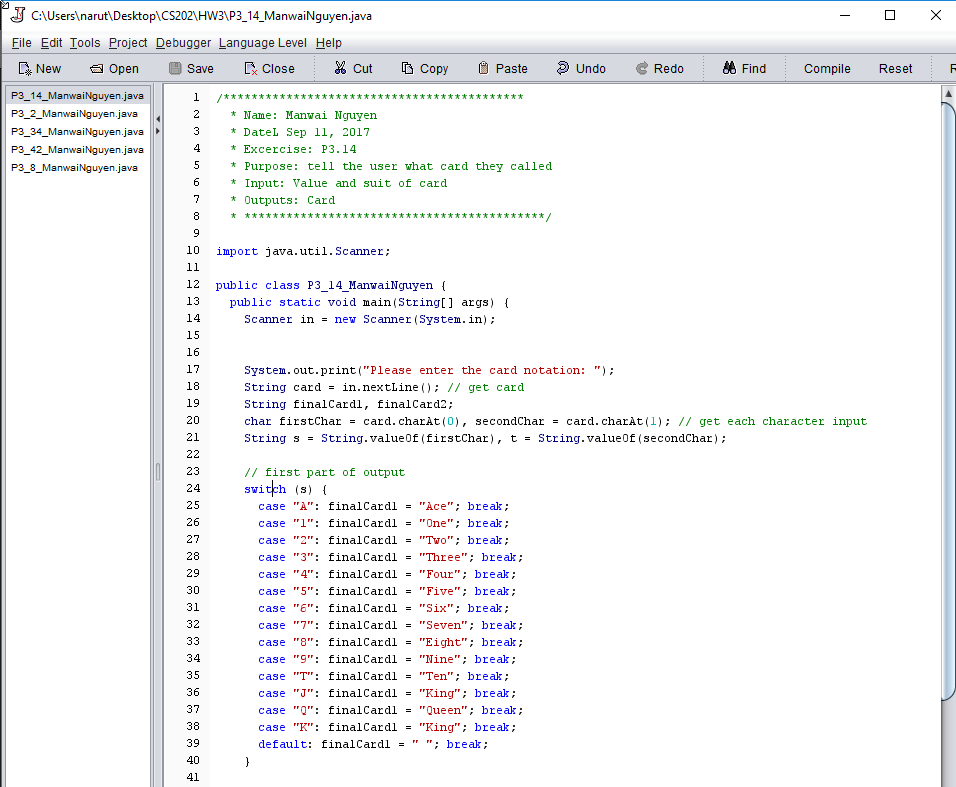 C:\Users\narut\Desktop\CS202\HW3\P3_14_ManwaiNguyen.java
File Edit Tools Project Debugger Language Level Help
New Open Save Close Cut Copy Paste Undo Redo Find Compile Reset R
P3_14_ManwaiNguyen.java
P3_2_ManwaiNguyen.java
P3_34_ManwaiNguyen.java
P3_42_ManwaiNguyen.java
P3_8_ManwaiNguyen.java
1 /*******************************************
2 * Name: Manwai Nguyen
3 * DateL Sep 11, 2017
4 * Excercise: P3.14
5 * Purpose: tell the user what card they called
6 * Input: Value and suit of card
7 * Outputs: Card
8 * *******************************************/
9
10 import java.util.Scanner;
11
12 public class P3_14_ManwaiNguyen {
13 public static void main(String[] args) {
14 Scanner in = new Scanner(System.in);
15
16
17 System.out.print("Please enter the card notation: ");
18 String card = in.nextLine(); // get card
19 String finalCard1, finalCard2;
20 char firstChar = card.charAt(0), secondChar = card.charAt(1); // get each character input
21 String s = String.valueOf(firstChar), t = String.valueOf(secondChar);
22
23 // first part of output
24 switch (s) {
25 case "A": finalCard1 = "Ace"; break;
26 case "1": finalCard1 = "One"; break;
27 case "2": finalCard1 = "Two"; break;
28 case "3": finalCard1 = "Three"; break;
29 case "4": finalCard1 = "Four"; break;
30 case "5": finalCard1 = "Five"; break;
31 case "6": finalCard1 = "Six"; break;
32 case "7": finalCard1 = "Seven"; break;
33 case "8": finalCard1 = "Eight"; break;
34 case "9": finalCard1 = "Nine"; break;
35 case "T": finalCard1 = "Ten"; break;
36 case "J": finalCard1 = "King"; break;
37 case "Q": finalCard1 = "Queen"; break;
38 case "K": finalCard1 = "King"; break;
39 default: finalCard1 = " "; break;
40 }
41